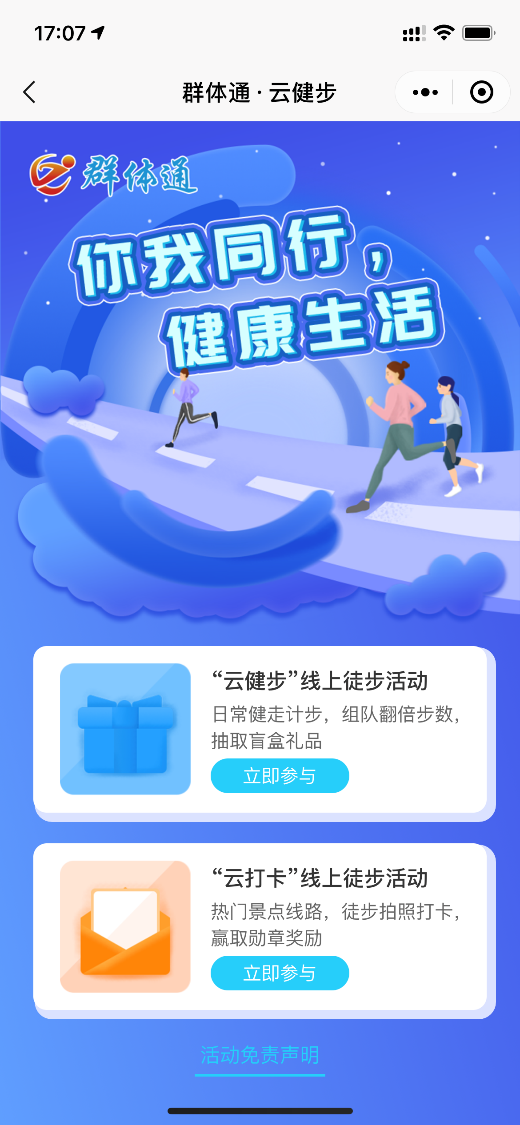 17:07
群体通 · 云健步
群体通
你我同行，
健康生活
“云健步”线上徒步活动
日常健走计步，组队翻倍步数，
抽取盲盒礼品
立即参与
“云打卡”线上徒步活动
热门景点线路，徒步拍照打卡，
赢取勋章奖励
立即参与
活动免责声明